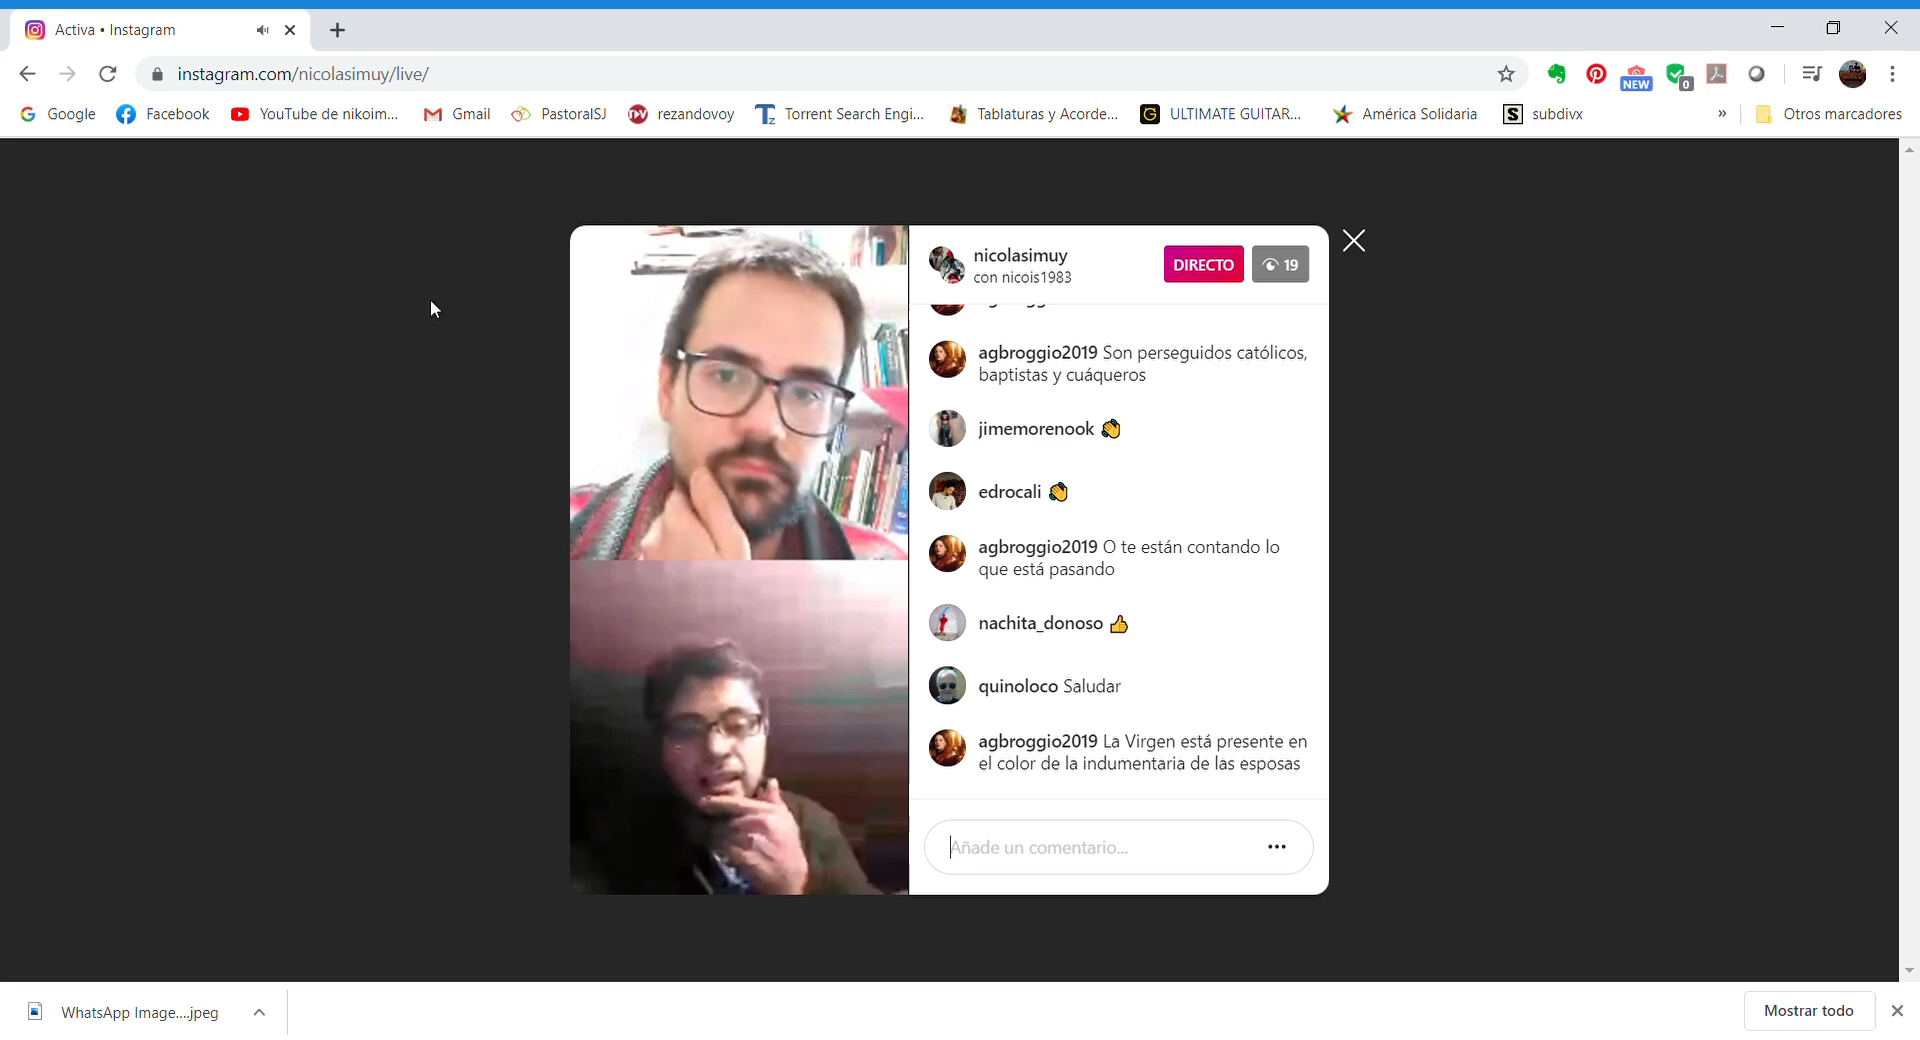 Activa • Instagram
instagram.com/nicolasimuy/live/
NEW
0
Google
Facebook
YouTube de nikoim...
Gmail
PastoralSJ
rezandovoy
Torrent Search Engi...
Tablaturas y Acorde...
ULTIMATE GUITAR...
América Solidaria
subdivx
»
Otros marcadores
nicolasimuy
con nicois1983
DIRECTO
19
agbroggio2019 Son perseguidos católicos,
baptistas y cuáqueros
jimemorenook 👏
edrocali 👏
agbroggio2019 O te están contando lo
que está pasando
nachita_donoso 👍
quinoloco Saludar
agbroggio2019 La Virgen está presente en
el color de la indumentaria de las esposas
Añade un comentario...
WhatsApp Image....jpeg
Mostrar todo